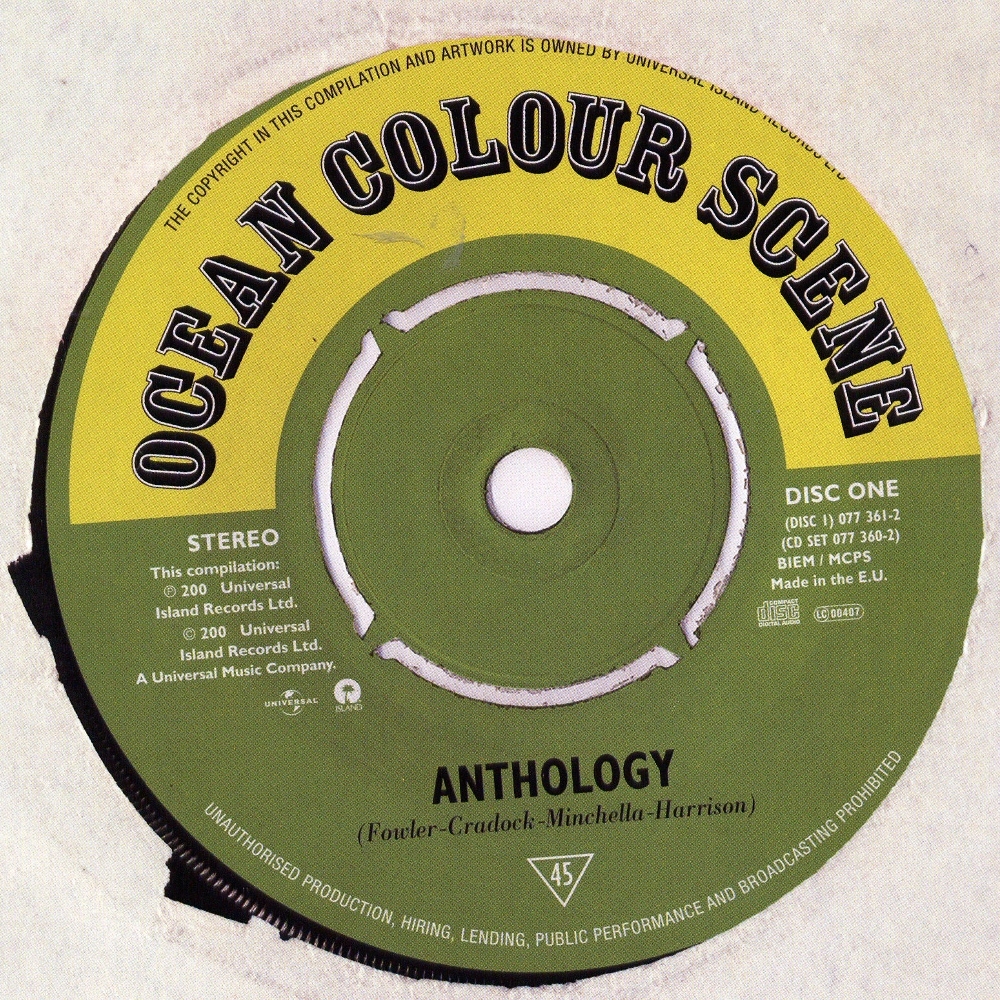 THE COPYRIGHT IN THIS COMPILATION AND ARTWORK IS OWNED BY UNIVERSAL ISLAND RECORDS LTD
OCEAN COLOUR SCENE
STEREO
This compilation:
℗ 200 Universal
Island Records Ltd.
© 200 Universal
Island Records Ltd.
A Universal Music Company.
UNIVERSAL
ISLAND
DISC ONE
(DISC 1) 077 361-2
(CD SET 077 360-2)
BIEM / MCPS
Made in the E.U.
COMPACT
disc
DIGITAL AUDIO
LC 00407
ANTHOLOGY
(Fowler-Cradock-Minchella-Harrison)
45
UNAUTHORISED PRODUCTION, HIRING, LENDING, PUBLIC PERFORMANCE AND BROADCASTING PROHIBITED